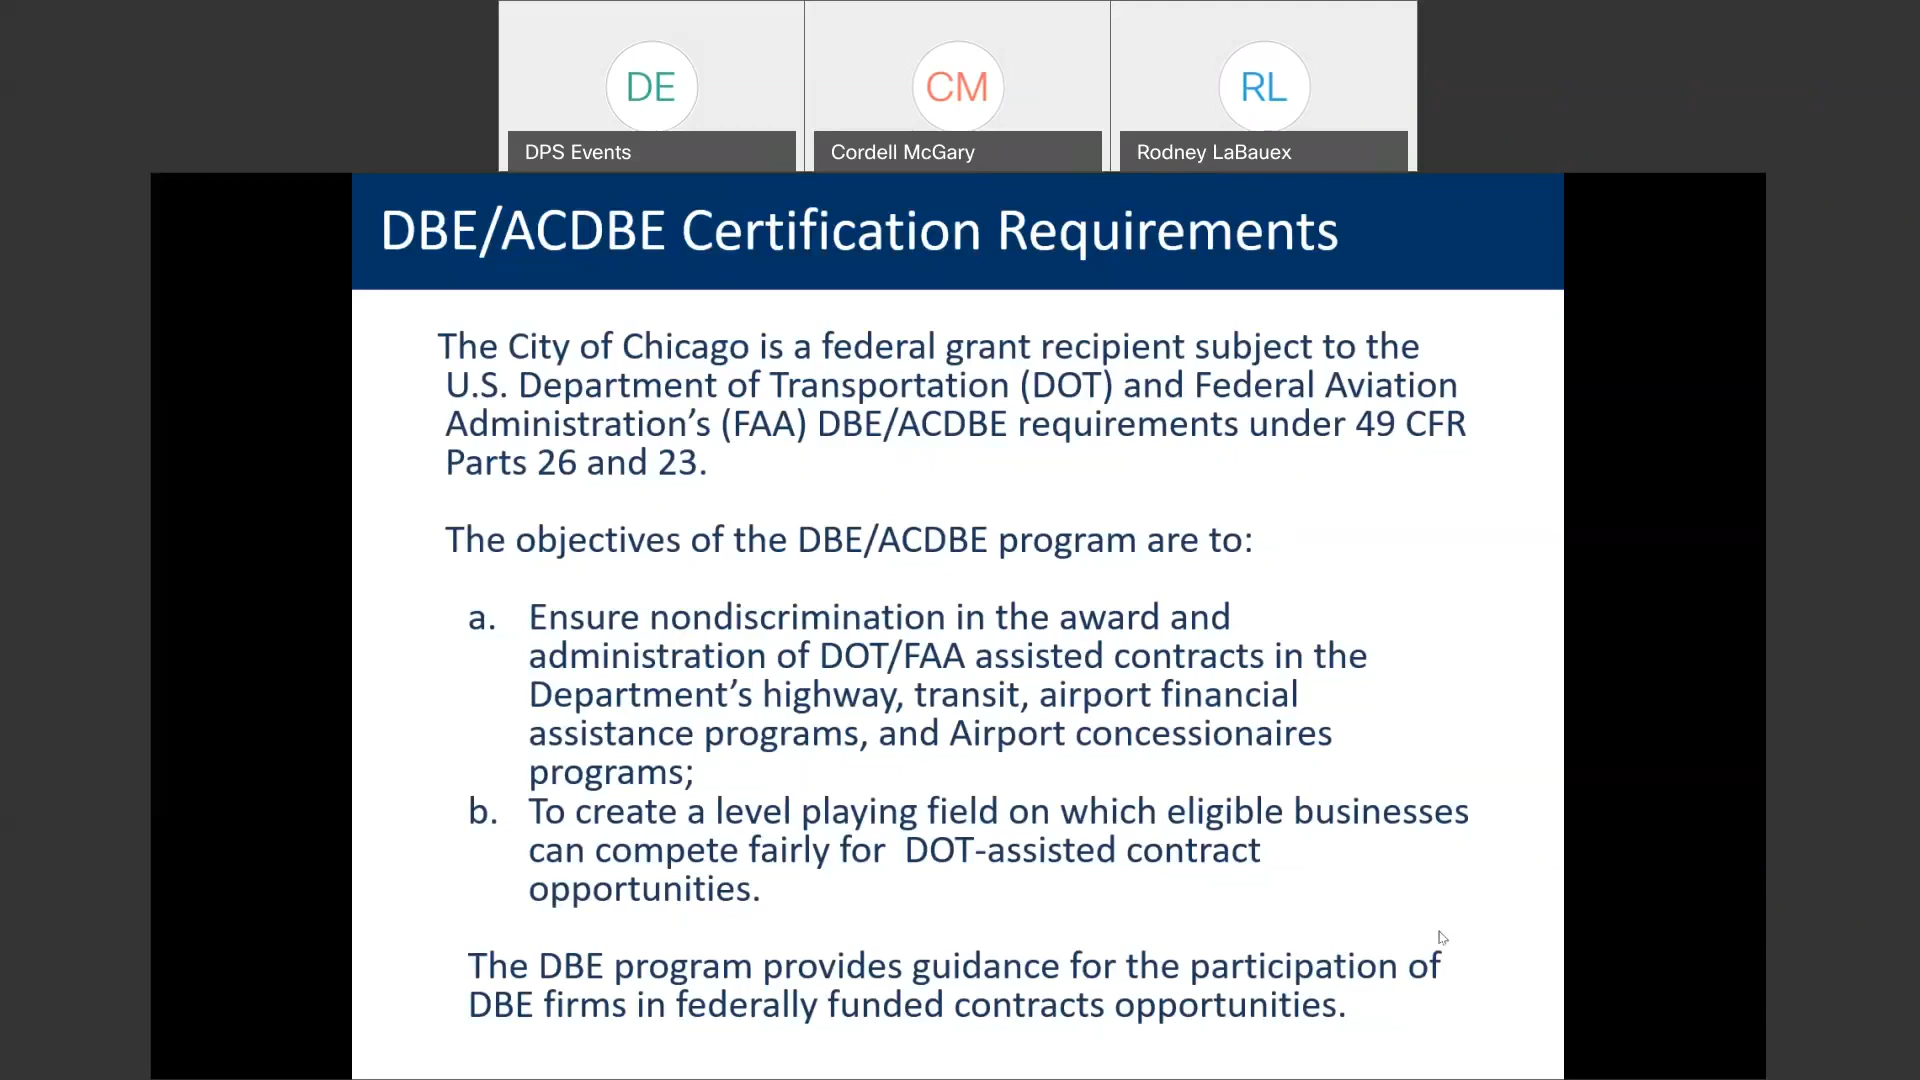 DE
CM
RL
DPS Events
Cordell McGary
Rodney LaBauex
DBE/ACDBE Certification Requirements
The City of Chicago is a federal grant recipient subject to the
U.S. Department of Transportation (DOT) and Federal Aviation
Administration’s (FAA) DBE/ACDBE requirements under 49 CFR
Parts 26 and 23.
The objectives of the DBE/ACDBE program are to:
a. Ensure nondiscrimination in the award and
administration of DOT/FAA assisted contracts in the
Department’s highway, transit, airport financial
assistance programs, and Airport concessionaires
programs;
b. To create a level playing field on which eligible businesses
can compete fairly for DOT-assisted contract
opportunities.
The DBE program provides guidance for the participation of
DBE firms in federally funded contracts opportunities.